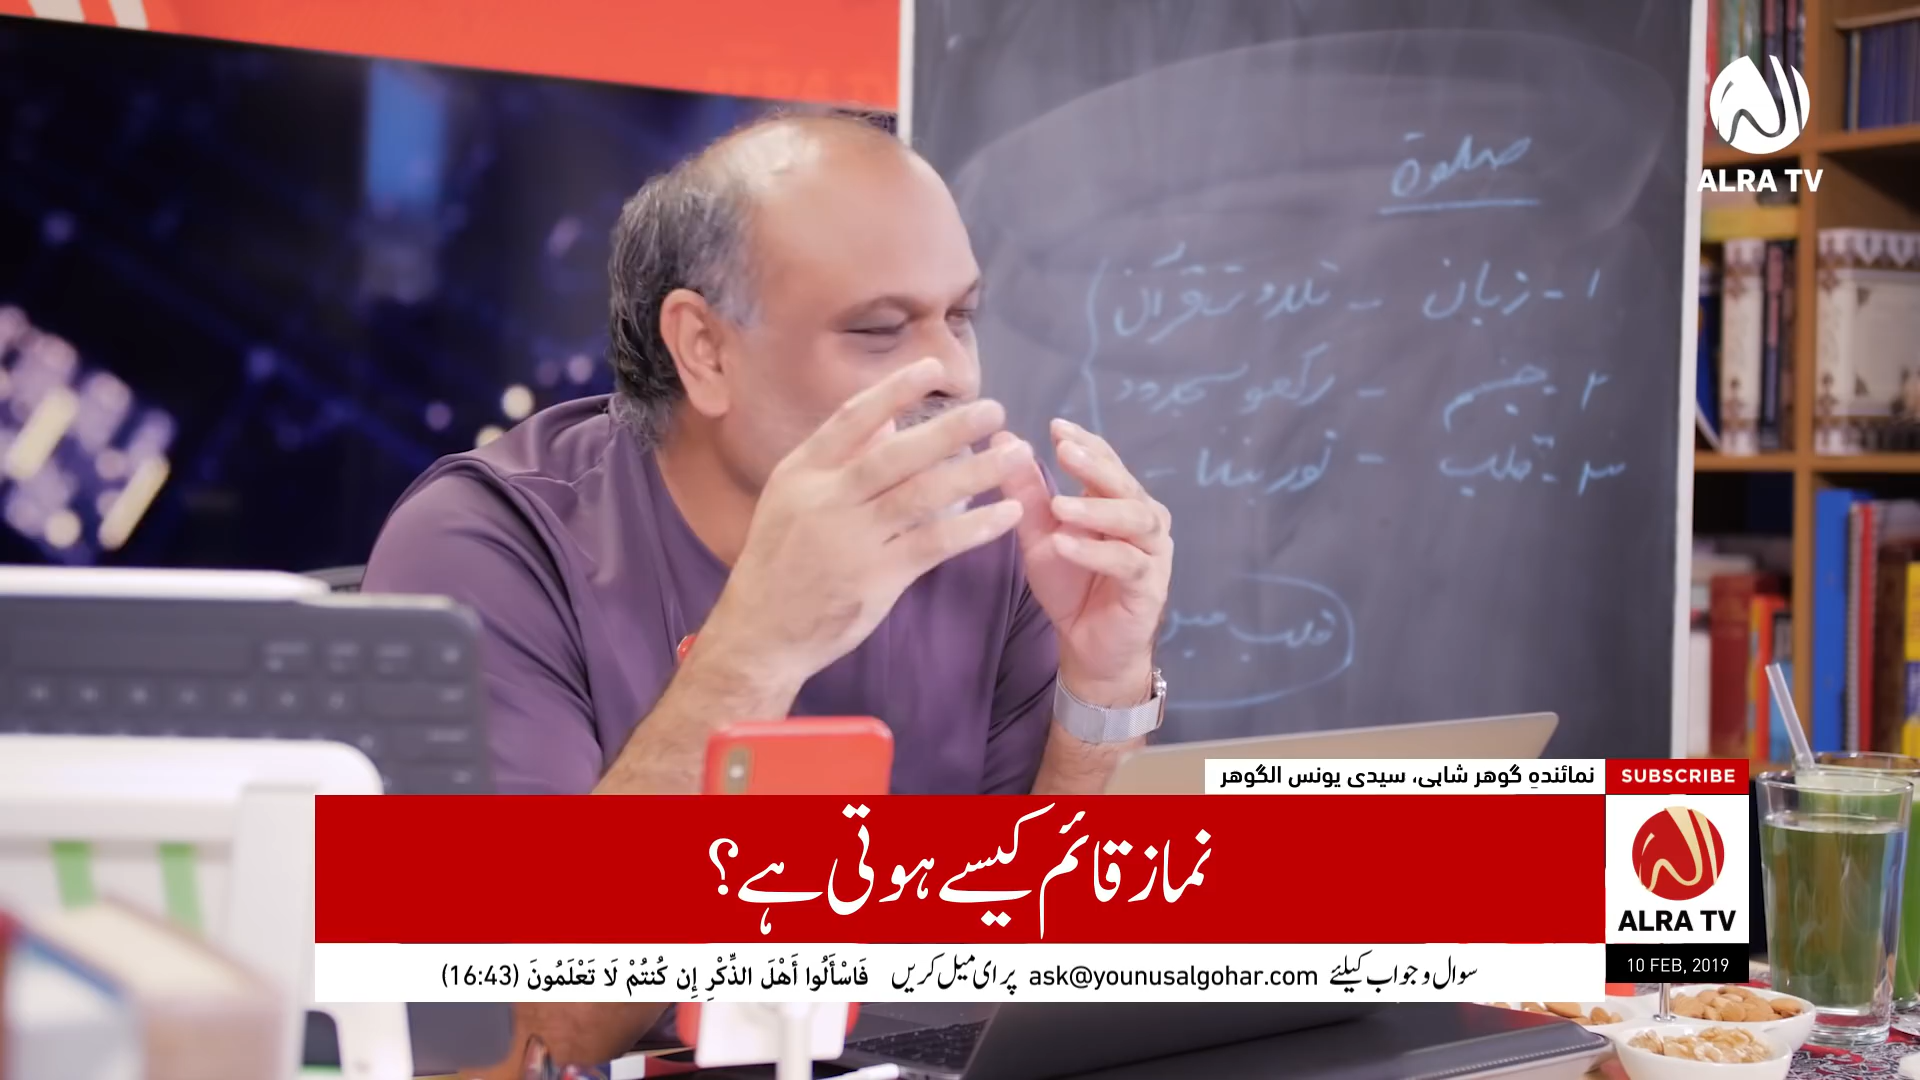 ALRA TV
صلوة
۱ - زبان - تلاوت قرآن
۲ - جسم - رکوع سجود
۳ - قلب - نور بننا -
قلب میں
نمائندہِ گوھر شاہی، سیدی یونس الگوھر
SUBSCRIBE
نماز قائم کیسے ہوتی ہے؟
ALRA TV
سوال و جواب کیلئے ask@younusalgohar.com پر ای میل کریں فَاسْأَلُوا أَهْلَ الذِّكْرِ إِن كُنتُمْ لَا تَعْلَمُونَ (16:43)
10 FEB, 2019